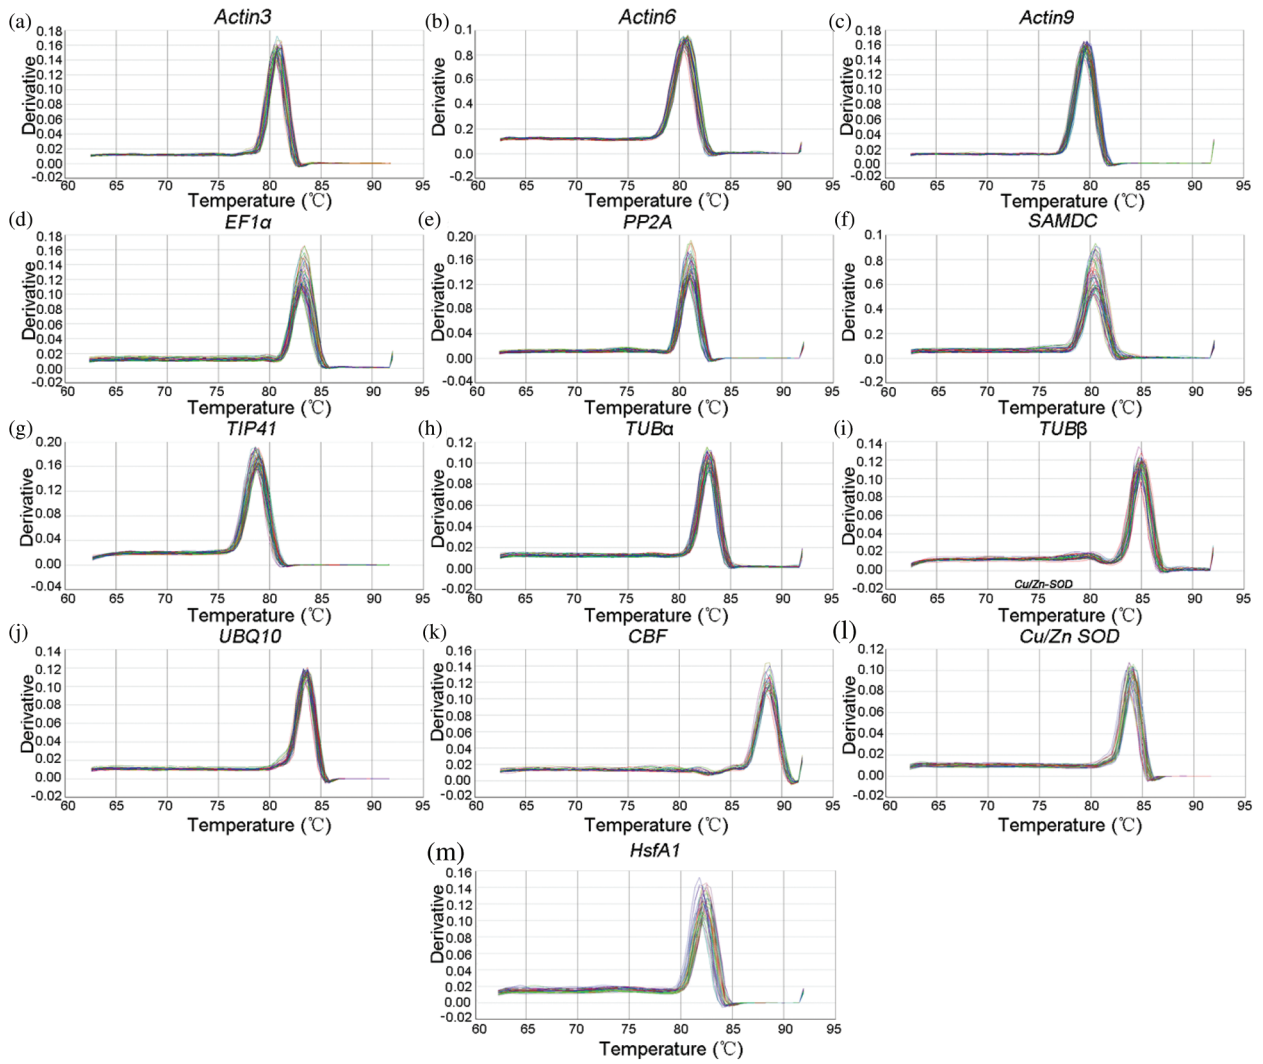 (a) Actin3
0.18
0.16
0.14
0.12
0.10
0.08
0.06
0.04
0.02
0.00
-0.02
Derivative
60 65 70 75 80 85 90 95
Temperature (℃)
(b) Actin6
0.1
0.8
0.6
0.4
0.2
0.0
-0.2
Derivative
60 65 70 75 80 85 90 95
Temperature (℃)
(c) Actin9
0.18
0.16
0.14
0.12
0.10
0.08
0.06
0.04
0.02
0.00
-0.02
Derivative
60 65 70 75 80 85 90 95
Temperature (℃)
(d) EF1α
0.18
0.16
0.14
0.12
0.10
0.08
0.06
0.04
0.02
0.00
-0.02
Derivative
60 65 70 75 80 85 90 95
Temperature (℃)
(e) PP2A
0.20
0.16
0.12
0.08
0.04
0.00
-0.04
Derivative
60 65 70 75 80 85 90 95
Temperature (℃)
(f) SAMDC
0.1
0.8
0.6
0.4
0.2
0.0
-0.2
Derivative
60 65 70 75 80 85 90 95
Temperature (℃)
(g) TIP41
0.20
0.16
0.12
0.08
0.04
0.00
-0.04
Derivative
60 65 70 75 80 85 90 95
Temperature (℃)
(h) TUBα
0.12
0.10
0.08
0.06
0.04
0.02
0.00
-0.02
Derivative
60 65 70 75 80 85 90 95
Temperature (℃)
(i) TUBβ
0.14
0.12
0.10
0.08
0.06
0.04
0.02
0.00
-0.02
Derivative
Cu/Zn-SOD
60 65 70 75 80 85 90 95
Temperature (℃)
(j) UBQ10
0.14
0.12
0.10
0.08
0.06
0.04
0.02
0.00
-0.02
Derivative
60 65 70 75 80 85 90 95
Temperature (℃)
(k) CBF
0.16
0.14
0.12
0.10
0.08
0.06
0.04
0.02
0.00
-0.02
Derivative
60 65 70 75 80 85 90 95
Temperature (℃)
(l) Cu/Zn SOD
0.12
0.10
0.08
0.06
0.04
0.02
0.00
-0.02
Derivative
60 65 70 75 80 85 90 95
Temperature (℃)
(m) HsfA1
0.16
0.14
0.12
0.10
0.08
0.06
0.04
0.02
0.00
-0.02
Derivative
60 65 70 75 80 85 90 95
Temperature (℃)